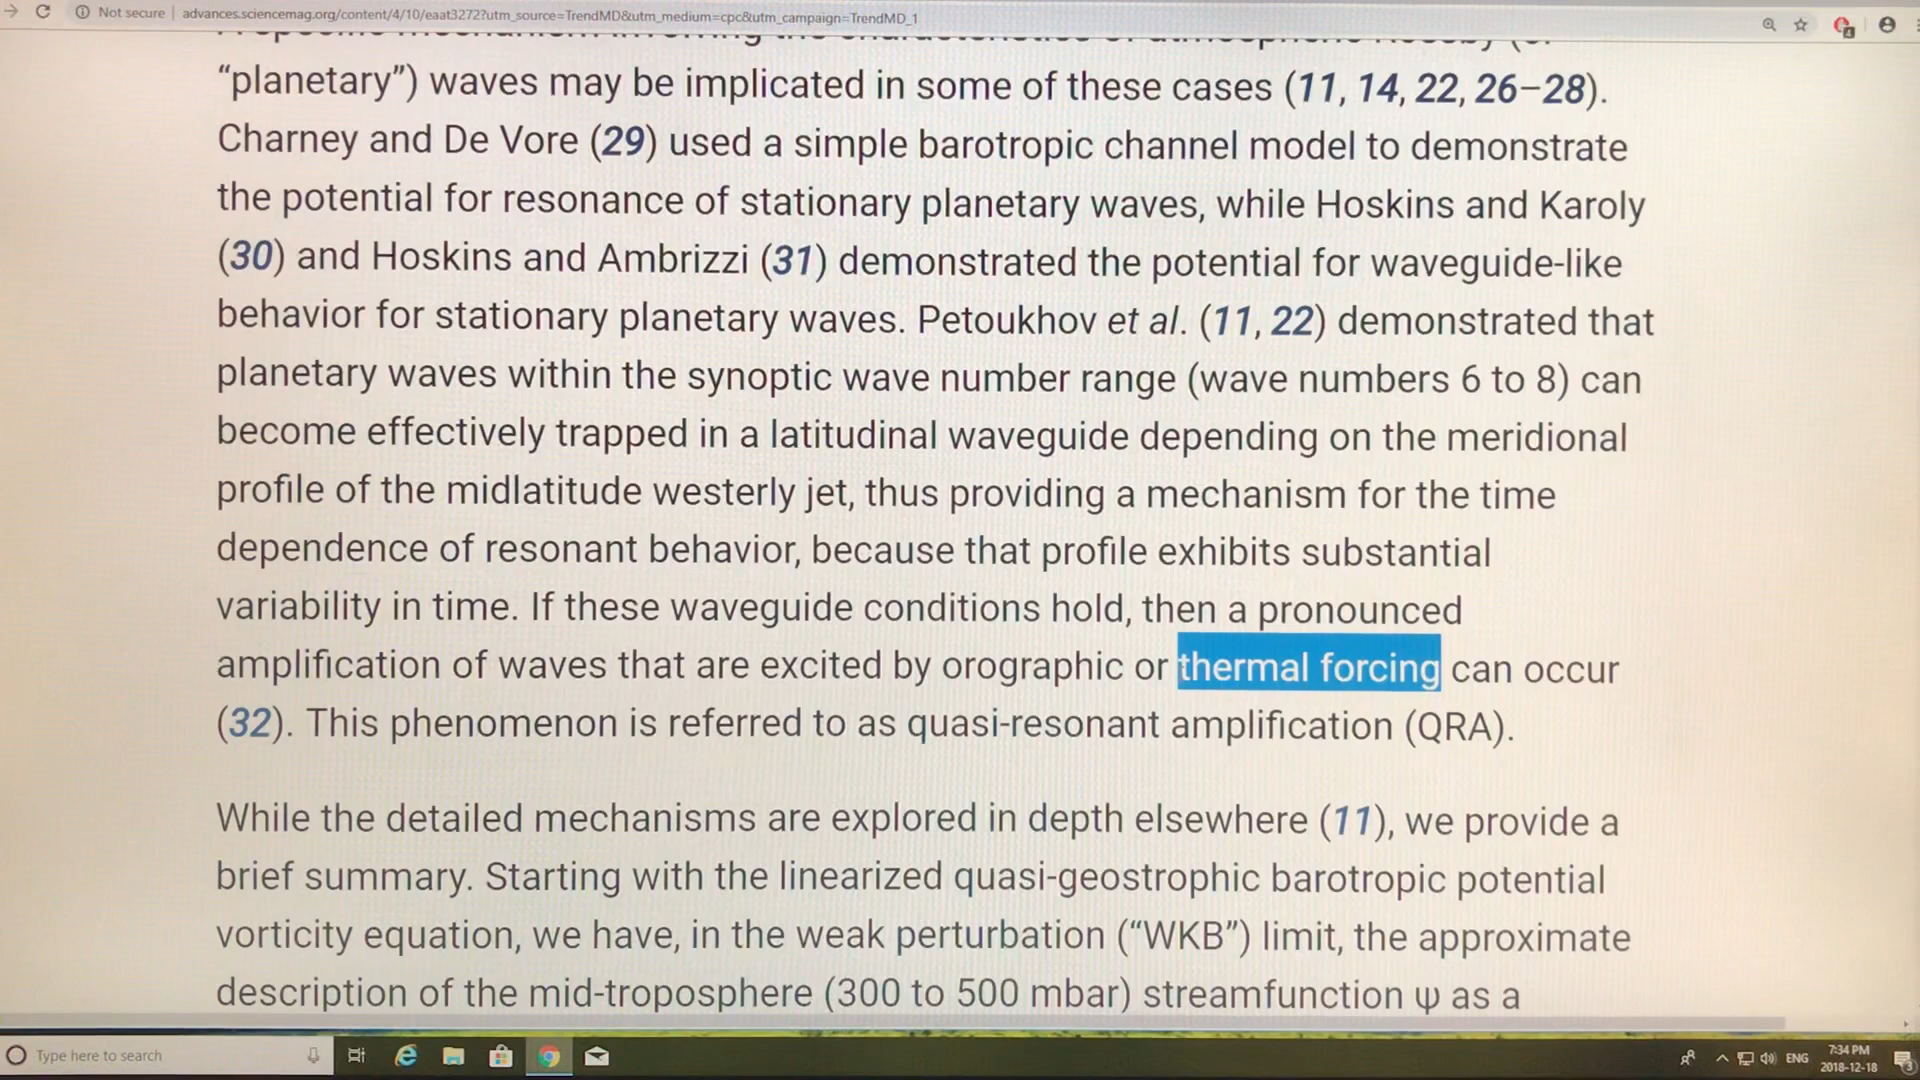 Not secure | advances.sciencemag.org/content/4/10/eaat3272?utm_source=TrendMD&utm_medium=cpc&utm_campaign=TrendMD_1
“planetary”) waves may be implicated in some of these cases (11, 14, 22, 26–28).
Charney and De Vore (29) used a simple barotropic channel model to demonstrate
the potential for resonance of stationary planetary waves, while Hoskins and Karoly
(30) and Hoskins and Ambrizzi (31) demonstrated the potential for waveguide-like
behavior for stationary planetary waves. Petoukhov et al. (11, 22) demonstrated that
planetary waves within the synoptic wave number range (wave numbers 6 to 8) can
become effectively trapped in a latitudinal waveguide depending on the meridional
profile of the midlatitude westerly jet, thus providing a mechanism for the time
dependence of resonant behavior, because that profile exhibits substantial
variability in time. If these waveguide conditions hold, then a pronounced
amplification of waves that are excited by orographic or thermal forcing can occur
(32). This phenomenon is referred to as quasi-resonant amplification (QRA).
While the detailed mechanisms are explored in depth elsewhere (11), we provide a
brief summary. Starting with the linearized quasi-geostrophic barotropic potential
vorticity equation, we have, in the weak perturbation (“WKB”) limit, the approximate
description of the mid-troposphere (300 to 500 mbar) streamfunction ψ as a
Type here to search
ENG
7:34 PM
2018-12-18